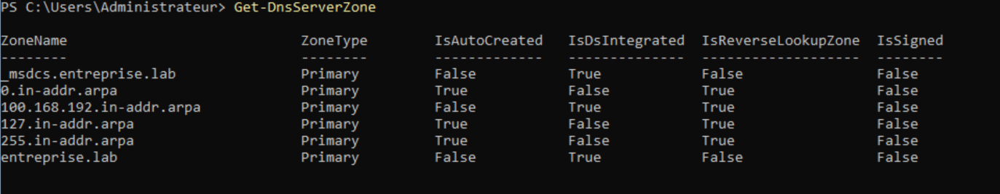 PS C:\Users\Administrateur> Get-DnsServerZone
ZoneName ZoneType IsAutoCreated IsDsIntegrated IsReverseLookupZone IsSigned
-------- -------- ------------- -------------- ------------------- --------
_msdcs.entreprise.lab Primary False True False False
0.in-addr.arpa Primary True False True False
100.168.192.in-addr.arpa Primary False True True False
127.in-addr.arpa Primary True False True False
255.in-addr.arpa Primary True False True False
entreprise.lab Primary False True False False